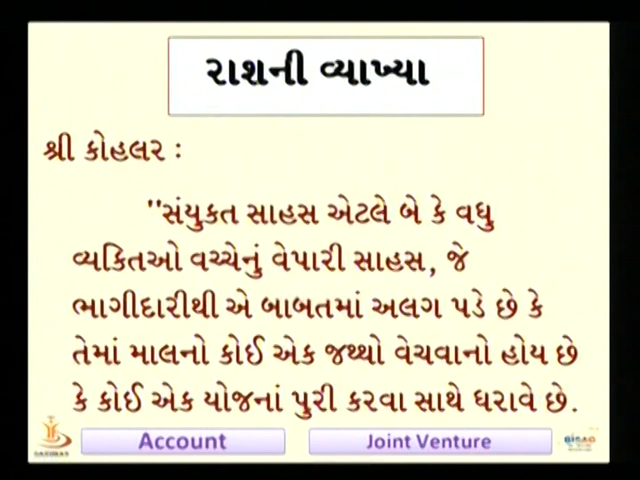 રાશની વ્યાખ્યા
શ્રી કોહલર :
"સંયુકત સાહસ એટલે બે કે વધુ
વ્યકિતઓ વચ્ચેનું વેપારી સાહસ, જે
ભાગીદારીથી એ બાબતમાં અલગ પડે છે કે
તેમાં માલનો કોઈ એક જથ્થો વેચવાનો હોય છે
કે કોઈ એક યોજનાં પુરી કરવા સાથે ધરાવે છે.
Account
Joint Venture